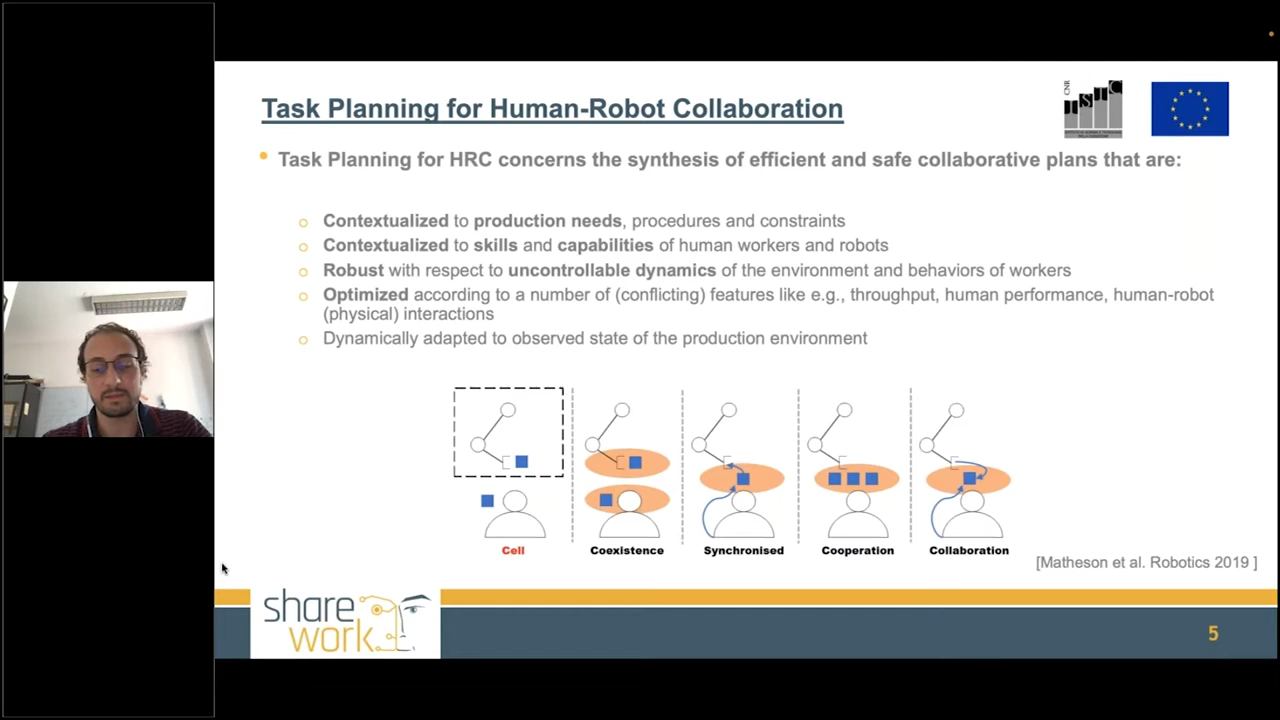 Task Planning for Human-Robot Collaboration
Task Planning for HRC concerns the synthesis of efficient and safe collaborative plans that are:
Contextualized to production needs, procedures and constraints
Contextualized to skills and capabilities of human workers and robots
Robust with respect to uncontrollable dynamics of the environment and behaviors of workers
Optimized according to a number of (conflicting) features like e.g., throughput, human performance, human-robot
(physical) interactions
Dynamically adapted to observed state of the production environment
Cell
Coexistence
Synchronised
Cooperation
Collaboration
[Matheson et al. Robotics 2019 ]
share
work
5
CNR
ISTC